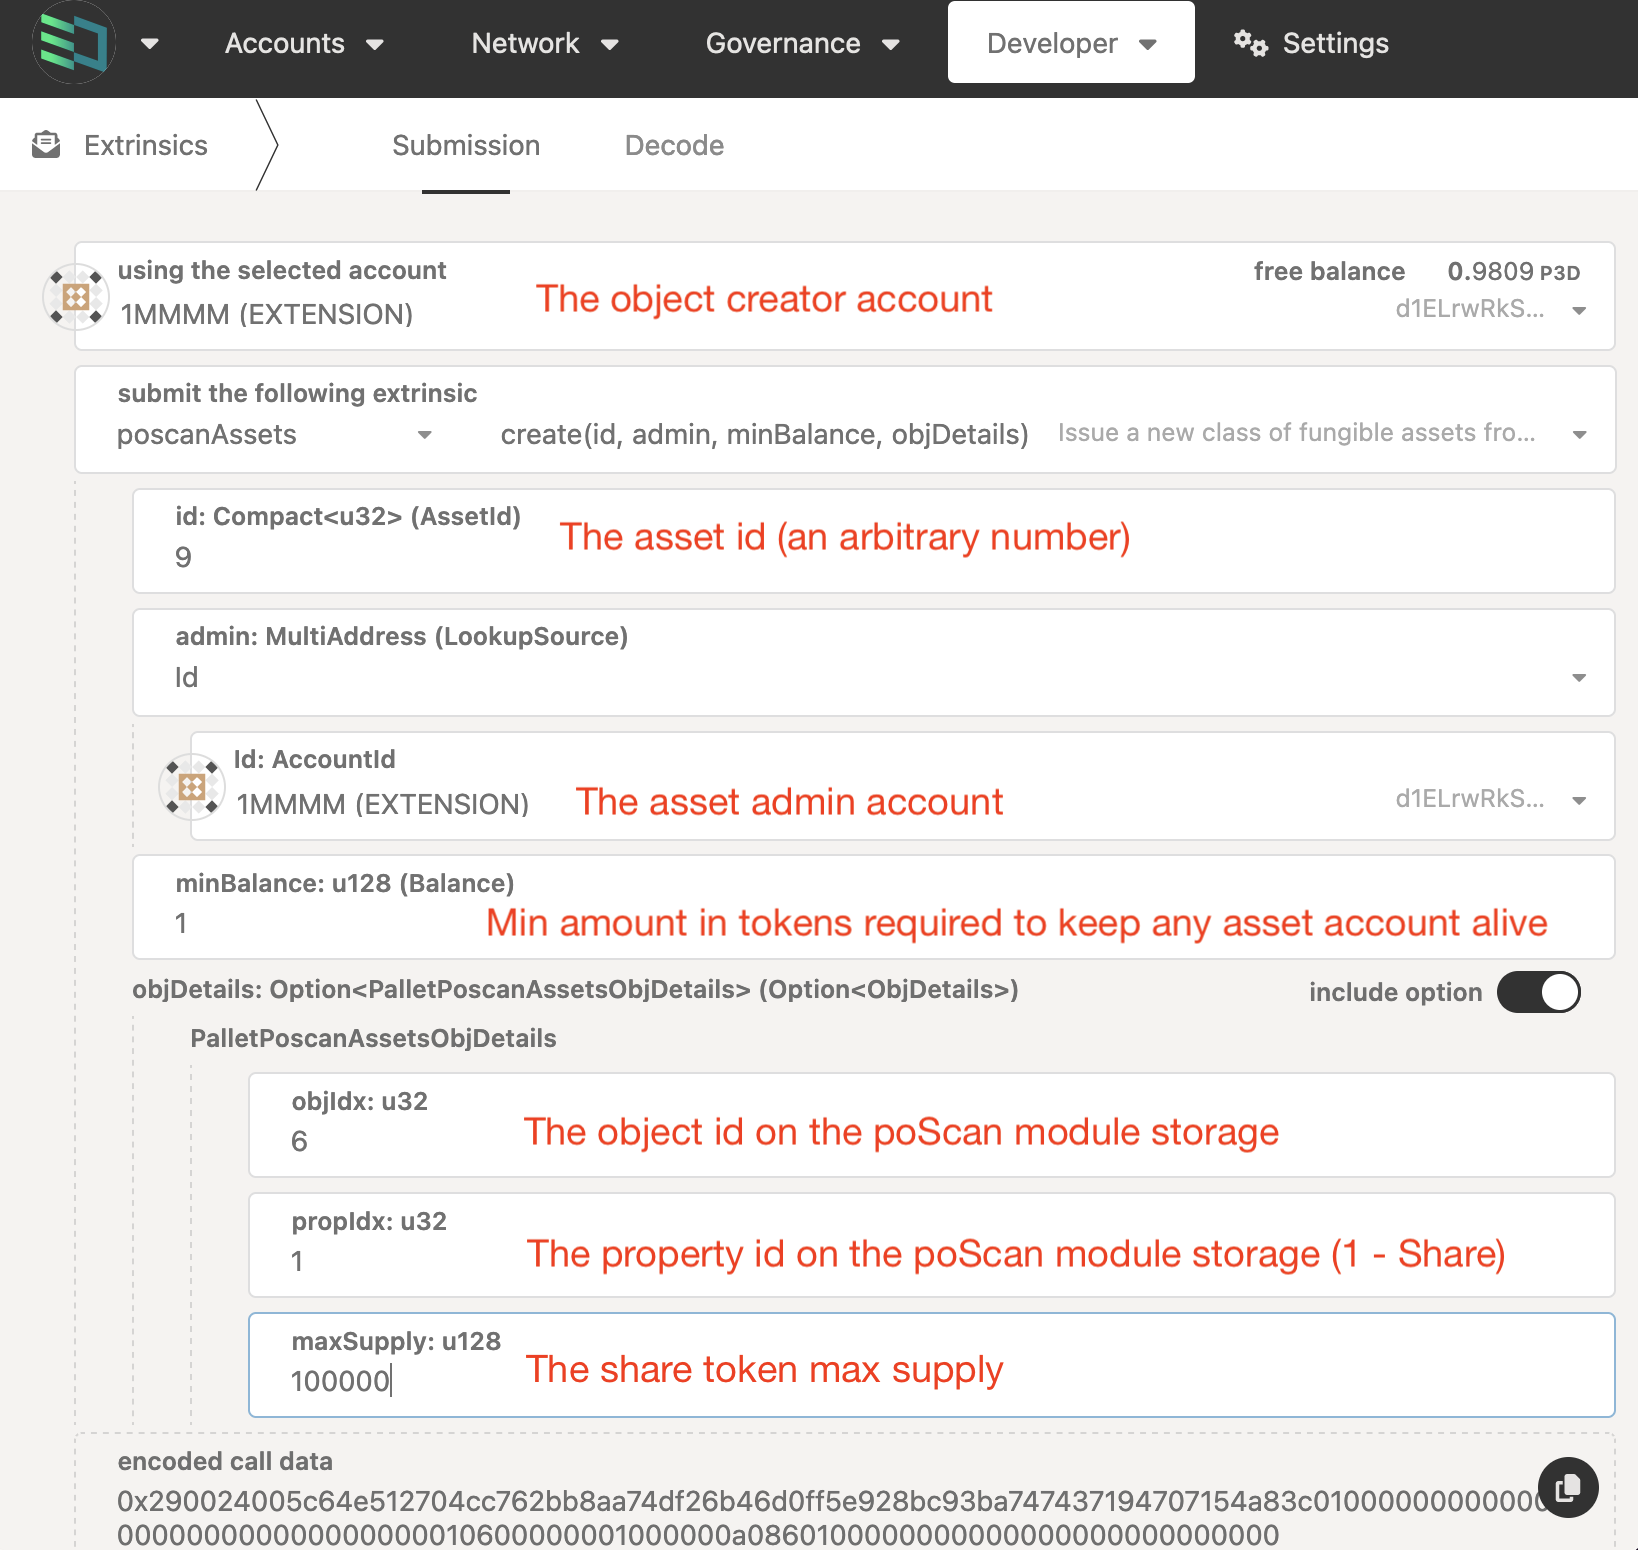 Accounts Network Governance Developer Settings
Extrinsics Submission Decode
using the selected account
1MMMM (EXTENSION)
The object creator account
free balance 0.9809 P3D
d1ELrwRkS...
submit the following extrinsic
poscanAssets create(id, admin, minBalance, objDetails) Issue a new class of fungible assets fro...
id: Compact<u32> (AssetId)
9
The asset id (an arbitrary number)
admin: MultiAddress (LookupSource)
Id
Id: AccountId
1MMMM (EXTENSION)
The asset admin account
d1ELrwRkS...
minBalance: u128 (Balance)
1
Min amount in tokens required to keep any asset account alive
objDetails: Option<PalletPoscanAssetsObjDetails> (Option<ObjDetails>)
include option
PalletPoscanAssetsObjDetails
objIdx: u32
6
The object id on the poScan module storage
propIdx: u32
1
The property id on the poScan module storage (1 - Share)
maxSupply: u128
100000
The share token max supply
encoded call data